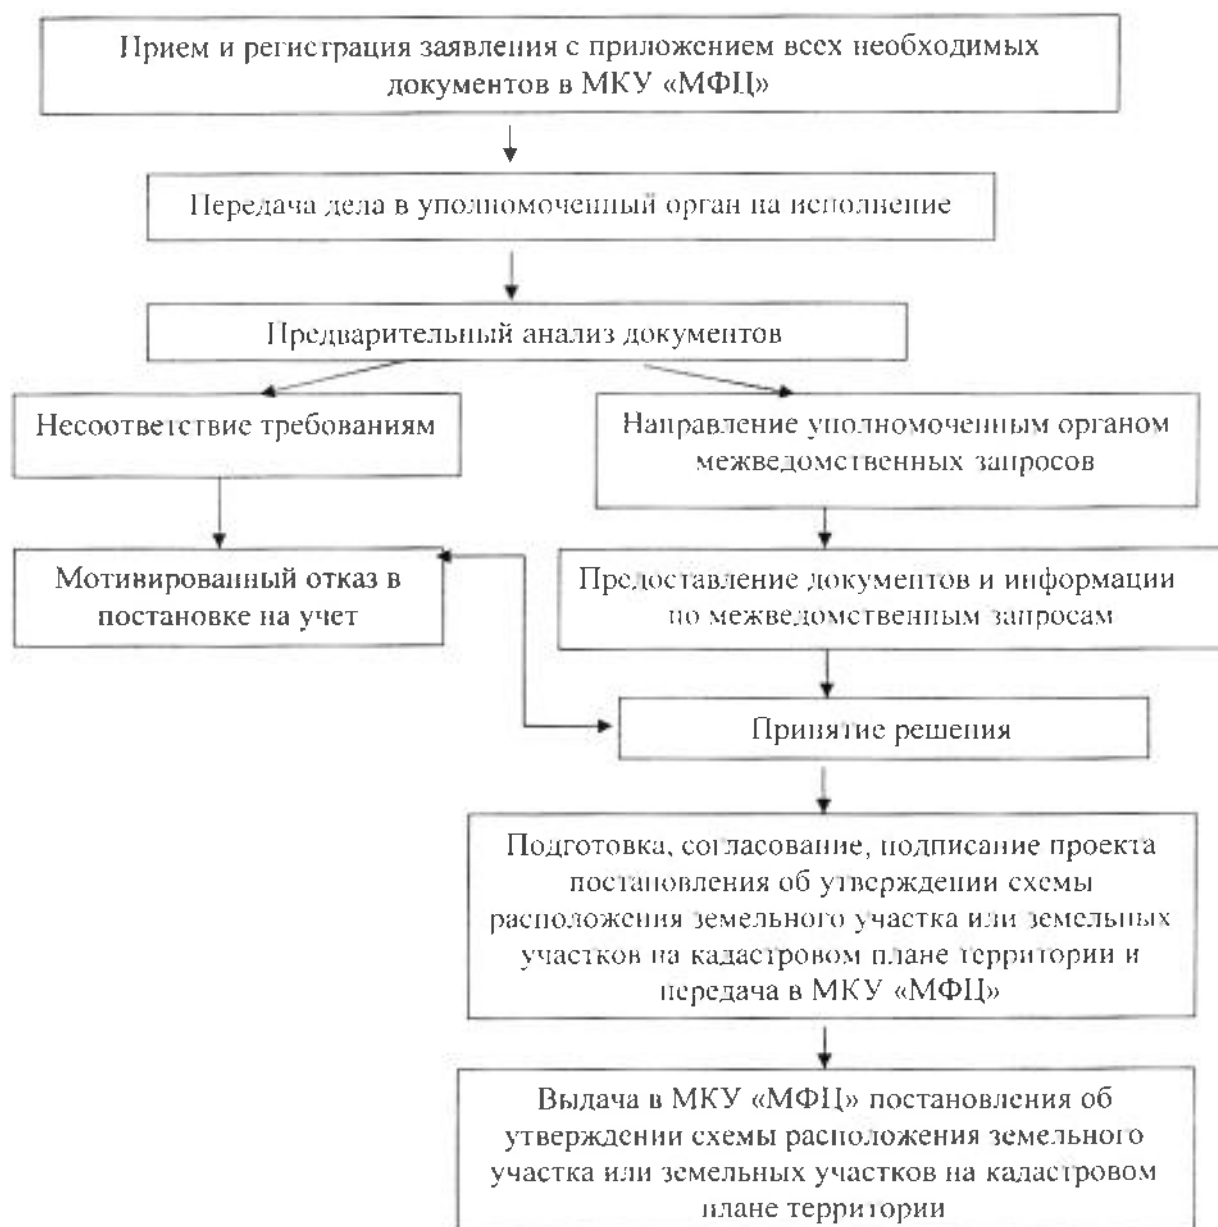 Прием и регистрация заявления с приложением всех необходимых
документов в МКУ «МФЦ»
Передача дела в уполномоченный орган на исполнение
Предварительный анализ документов
Несоответствие требованиям
Направление уполномоченным органом
межведомственных запросов
Мотивированный отказ в
постановке на учет
Предоставление документов и информации
по межведомственным запросам
Принятие решения
Подготовка, согласование, подписание проекта
постановления об утверждении схемы
расположения земельного участка или земельных
участков на кадастровом плане территории и
передача в МКУ «МФЦ»
Выдача в МКУ «МФЦ» постановления об
утверждении схемы расположения земельного
участка или земельных участков на кадастровом
плане территории